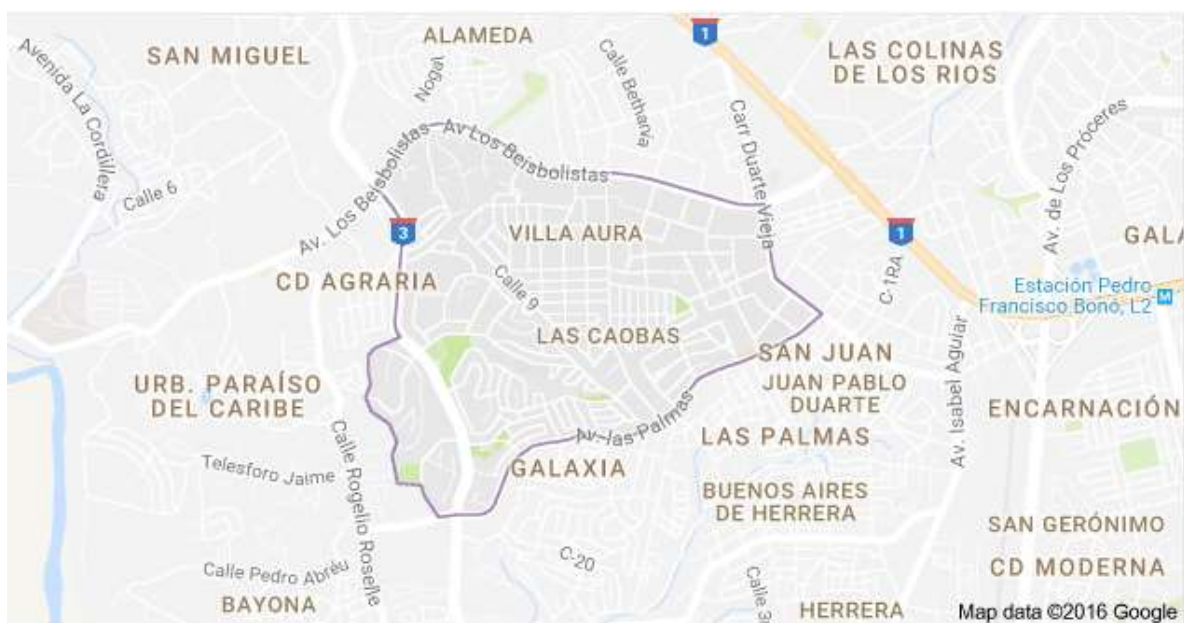 SAN MIGUEL
ALAMEDA
Nogal
Calle Betharvia
1
LAS COLINAS
DE LOS RIOS
Avenida La Cordillera
Calle 6
Av. Los Beisbolistas
Av Los Beisbolistas
Carr Duarte Vieja
Av. de Los Próceres
3
VILLA AURA
1
C-1RA
GALA
CD AGRARIA
Calle 9
Estación Pedro
Francisco Bonó, L2
M
LAS CAOBAS
SAN JUAN
Av. Isabel Aguiar
URB. PARAÍSO
DEL CARIBE
JUAN PABLO
DUARTE
ENCARNACIÓN
Av. las Palmas
LAS PALMAS
Calle Rogelio Roselle
Telesforo Jaime
GALAXIA
BUENOS AIRES
DE HERRERA
SAN GERÓNIMO
C-20
CD MODERNA
Calle Pedro Abréu
BAYONA
HERRERA
Map data ©2016 Google